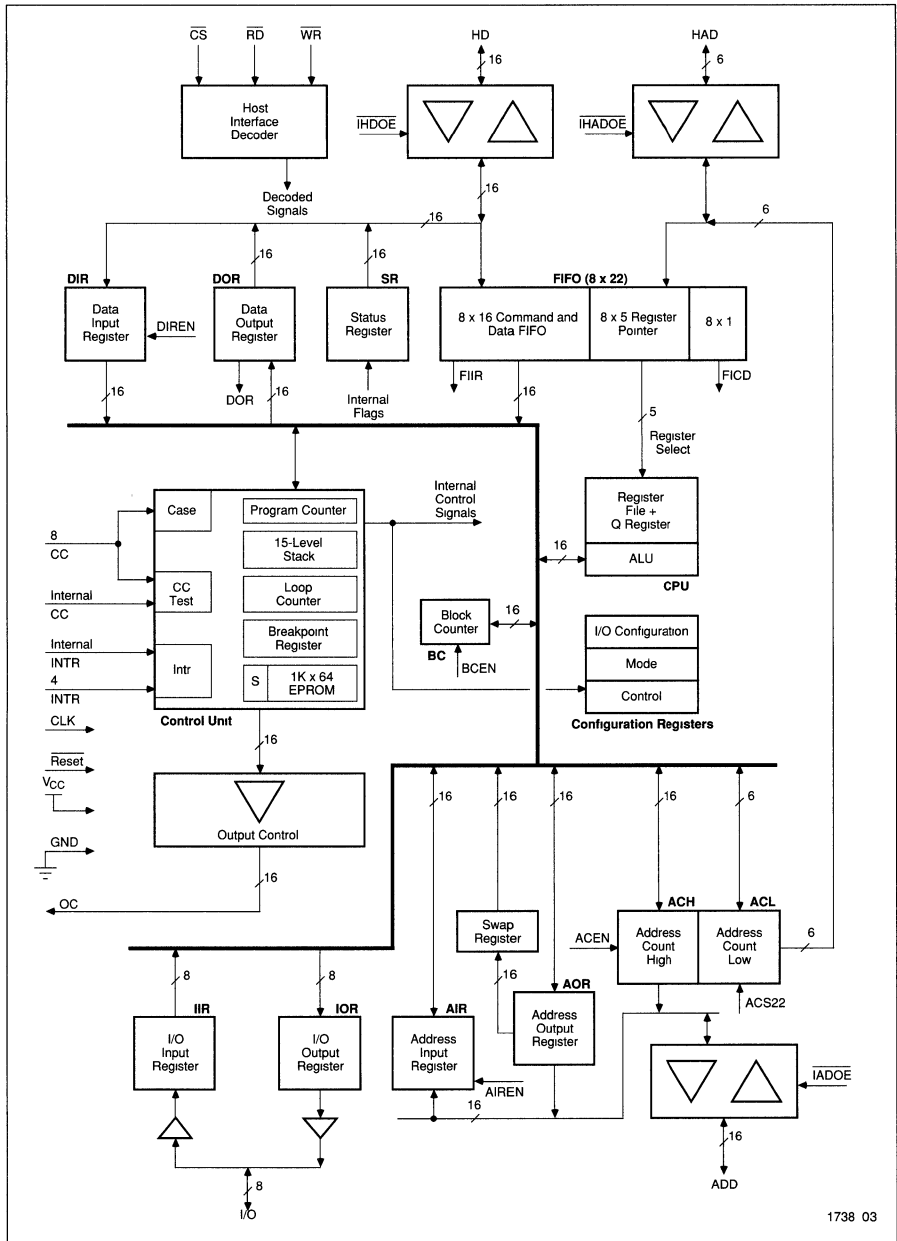 CS RD WR HD HAD
16 6
Host
Interface
Decoder
IHDOE IHADOE
Decoded
Signals
16
16 6
16 16
DIR DOR SR FIFO (8 x 22)
Data
Input
Register
DIREN
Data
Output
Register
Status
Register
8 x 16 Command and
Data FIFO
8 x 5 Register
Pointer
8 x 1
16 DOR 16
Internal
Flags
FIIR 16 FICD
5
Register
Select
Internal
Control
Signals
Case
Program Counter
15-Level
Stack
CC
Test
Loop
Counter
Breakpoint
Register
Intr
S
1K x 64
EPROM
Control Unit
8
CC
Internal
CC
Internal
INTR
4
INTR
CLK
Reset
VCC
GND
OC
Register
File +
Q Register
ALU
CPU
16
Block
Counter
16
BC
BCEN
I/O Configuration
Mode
Control
Configuration Registers
16
Output Control
16
16 16 16 16 6
ACH ACL
Swap
Register
ACEN
Address
Count
High
Address
Count
Low
6
ACS22
16
8 8
IIR IOR AIR AOR
I/O
Input
Register
I/O
Output
Register
Address
Input
Register
Address
Output
Register
AIREN
16
IADOE
16
ADD
8
I/O
1738 03